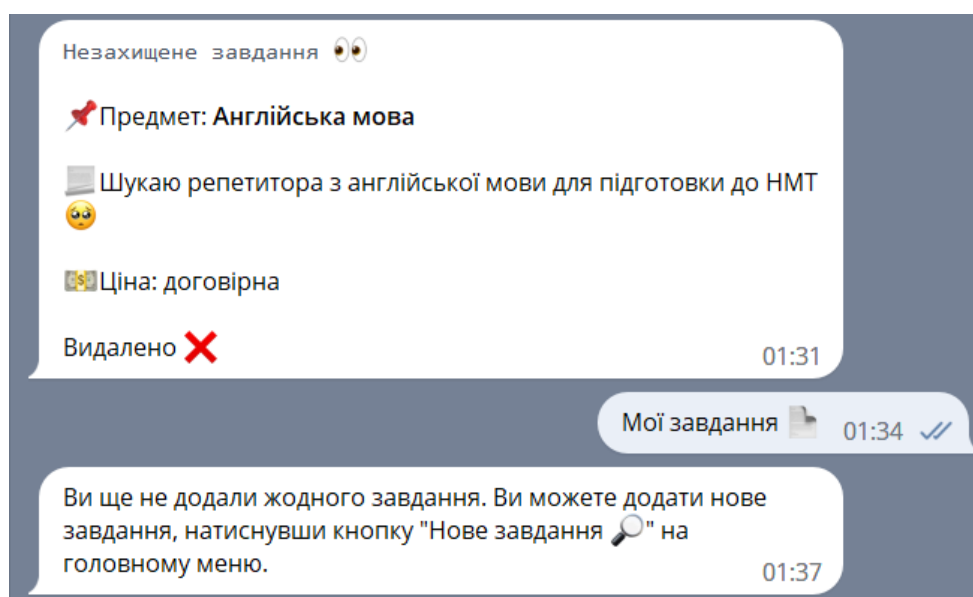 Незахищене завдання 👀
📌Предмет: Англійська мова
📃Шукаю репетитора з англійської мови для підготовки до НМТ
🥺
💵Ціна: договірна
Видалено ❌
01:31
Мої завдання 📄 01:34
Ви ще не додали жодного завдання. Ви можете додати нове
завдання, натиснувши кнопку "Нове завдання 🔎" на
головному меню.
01:37